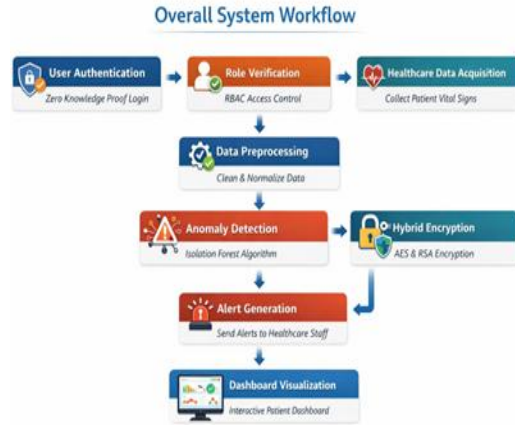 Overall System Workflow
User Authentication
Zero Knowledge Proof Login
Role Verification
RBAC Access Control
Healthcare Data Acquisition
Collect Patient Vital Signs
Data Preprocessing
Clean & Normalize Data
Anomaly Detection
Isolation Forest Algorithm
Hybrid Encryption
AES & RSA Encryption
Alert Generation
Send Alerts to Healthcare Staff
Dashboard Visualization
Interactive Patient Dashboard